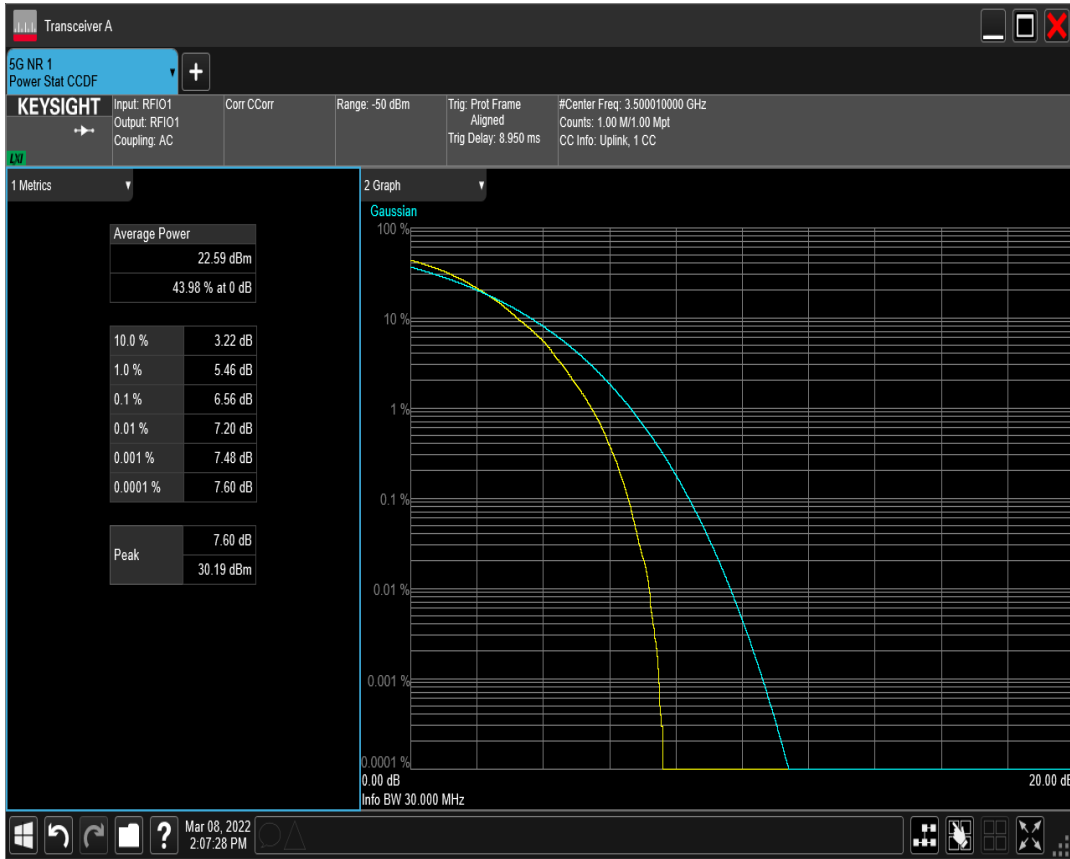 Transceiver A
5G NR 1
Power Stat CCDF
+
KEYSIGHT
LXI
Input: RFIO1
Output: RFIO1
Coupling: AC
Corr CCorr
Range: -50 dBm
Trig: Prot Frame
Aligned
Trig Delay: 8.950 ms
#Center Freq: 3.500010000 GHz
Counts: 1.00 M/1.00 Mpt
CC Info: Uplink, 1 CC
1 Metrics
Average Power
22.59 dBm
43.98 % at 0 dB
10.0 % 3.22 dB
1.0 % 5.46 dB
0.1 % 6.56 dB
0.01 % 7.20 dB
0.001 % 7.48 dB
0.0001 % 7.60 dB
Peak
7.60 dB
30.19 dBm
2 Graph
Gaussian
100 %
10 %
1 %
0.1 %
0.01 %
0.001 %
0.0001 %
0.00 dB
20.00 dB
Info BW 30.000 MHz
?
Mar 08, 2022
2:07:28 PM